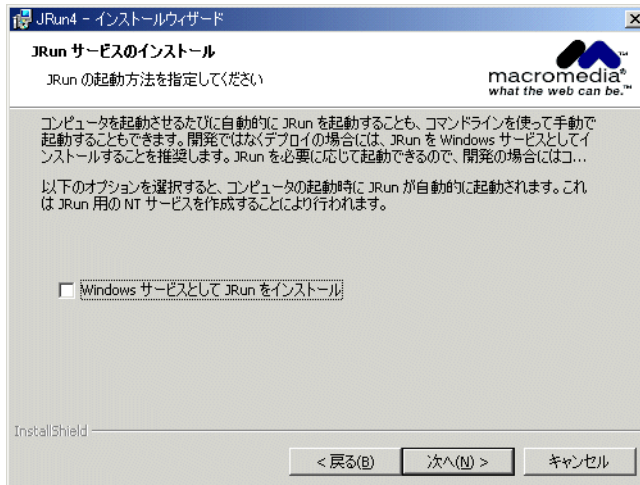 JRun4 - インストールウィザード
JRun サービスのインストール
JRun の起動方法を指定してください
macromedia®
what the web can be.™
コンピュータを起動させるたびに自動的に JRun を起動することも、コマンドラインを使って手動で
起動することもできます。開発ではなくデプロイの場合には、JRun を Windows サービスとしてイ
ンストールすることを推奨します。JRun を必要に応じて起動できるので、開発の場合にはコ...
以下のオプションを選択すると、コンピュータの起動時に JRun が自動的に起動されます。これ
は JRun 用の NT サービスを作成することにより行われます。
Windows サービスとして JRun をインストール
InstallShield
< 戻る(B)
次へ(N) >
キャンセル